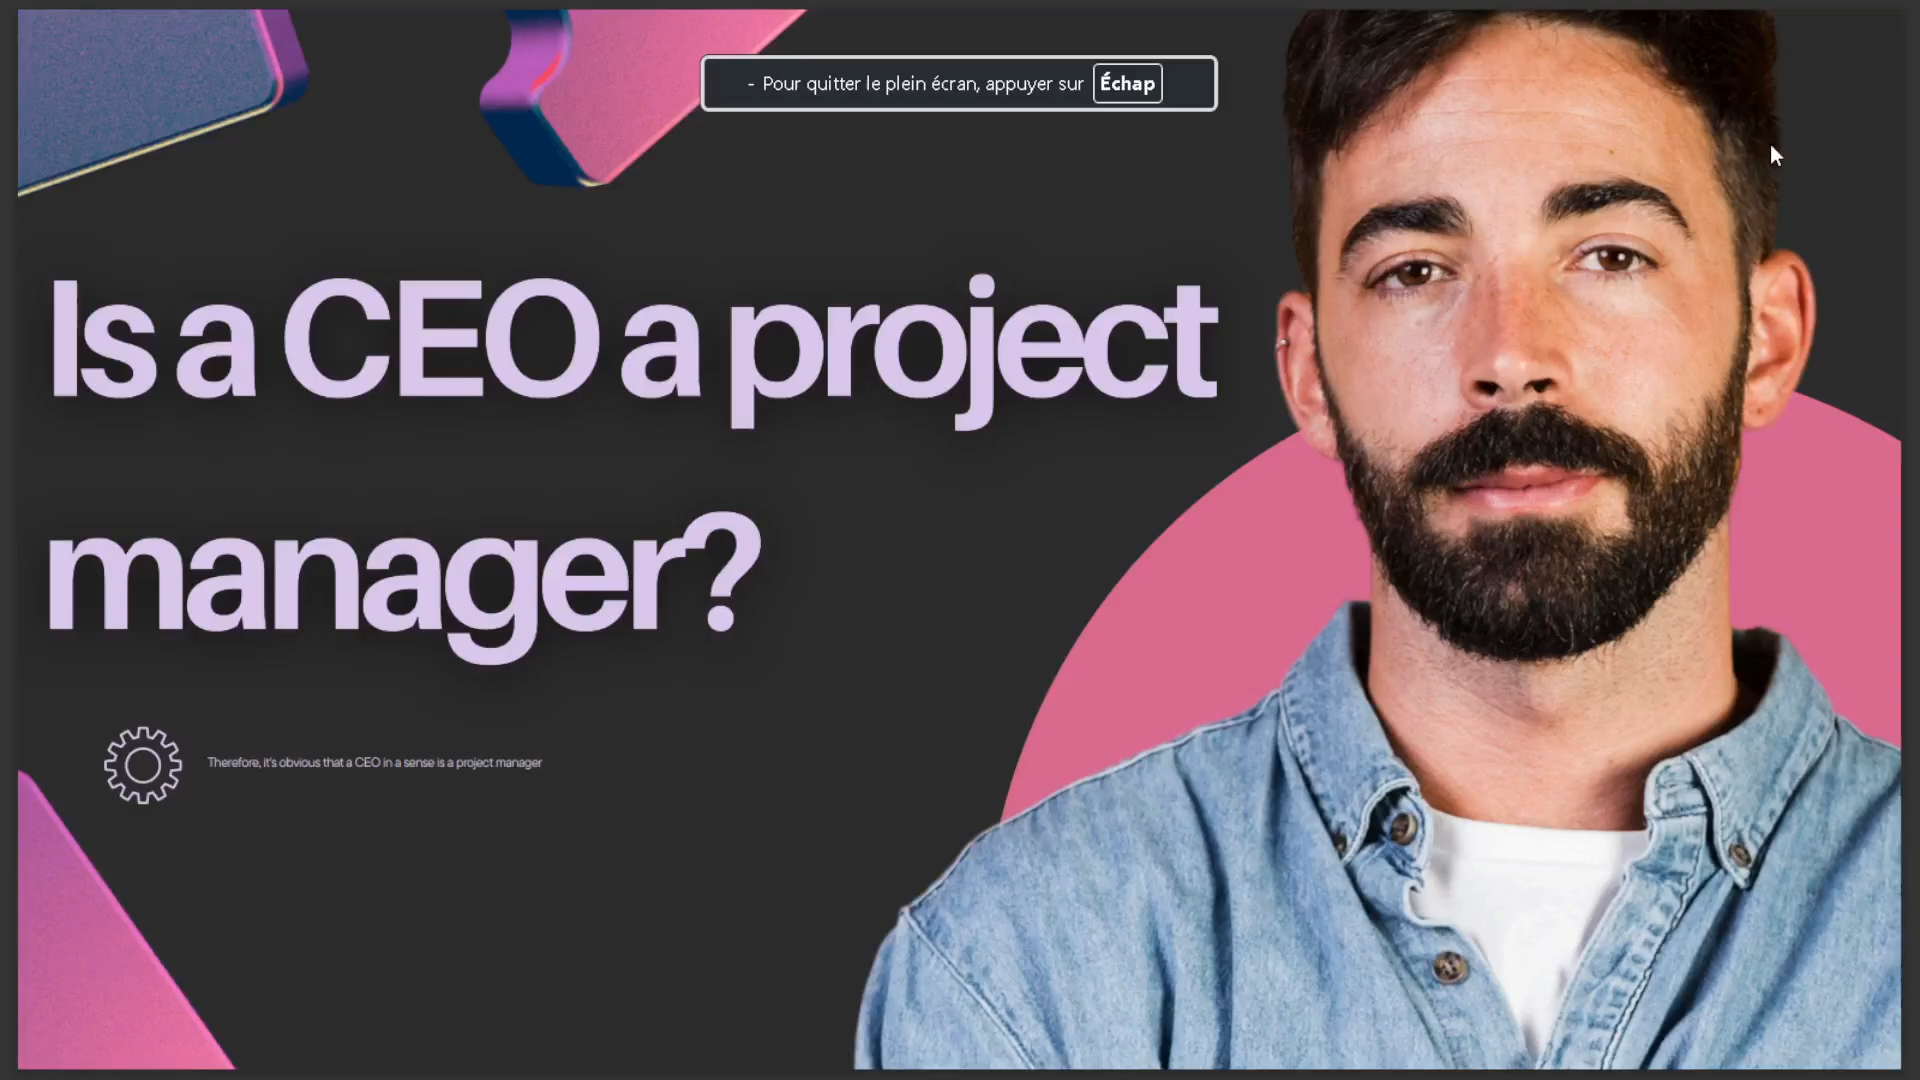 - Pour quitter le plein écran, appuyer sur Échap
Is a CEO a project
manager?
Therefore, it's obvious that a CEO in a sense is a project manager